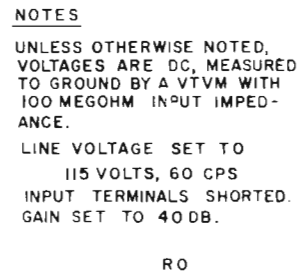 NOTES
UNLESS OTHERWISE NOTED,
VOLTAGES ARE DC, MEASURED
TO GROUND BY A VTVM WITH
100 MEGOHM INPUT IMPED-
ANCE.
LINE VOLTAGE SET TO
115 VOLTS, 60 CPS
INPUT TERMINALS SHORTED.
GAIN SET TO 40 DB.
RO